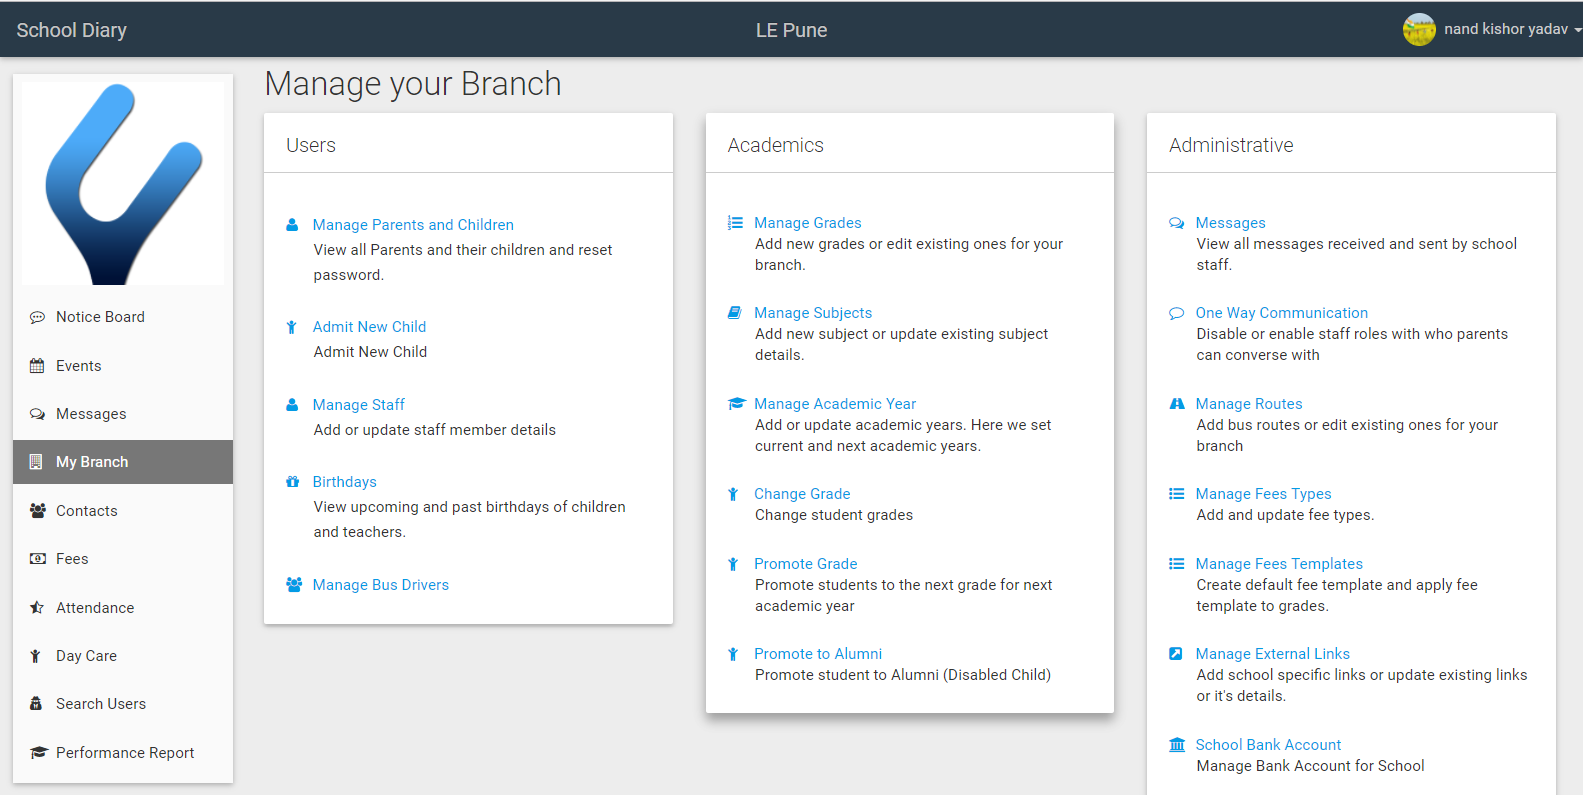 School Diary
LE Pune
nand kishor yadav
Notice Board
Events
Messages
My Branch
Contacts
Fees
Attendance
Day Care
Search Users
Performance Report
Manage your Branch
Users
Manage Parents and Children
View all Parents and their children and reset
password.
Admit New Child
Admit New Child
Manage Staff
Add or update staff member details
Birthdays
View upcoming and past birthdays of children
and teachers.
Manage Bus Drivers
Academics
Manage Grades
Add new grades or edit existing ones for your
branch.
Manage Subjects
Add new subject or update existing subject
details.
Manage Academic Year
Add or update academic years. Here we set
current and next academic years.
Change Grade
Change student grades
Promote Grade
Promote students to the next grade for next
academic year
Promote to Alumni
Promote student to Alumni (Disabled Child)
Administrative
Messages
View all messages received and sent by school
staff.
One Way Communication
Disable or enable staff roles with who parents
can converse with
Manage Routes
Add bus routes or edit existing ones for your
branch
Manage Fees Types
Add and update fee types.
Manage Fees Templates
Create default fee template and apply fee
template to grades.
Manage External Links
Add school specific links or update existing links
or it's details.
School Bank Account
Manage Bank Account for School